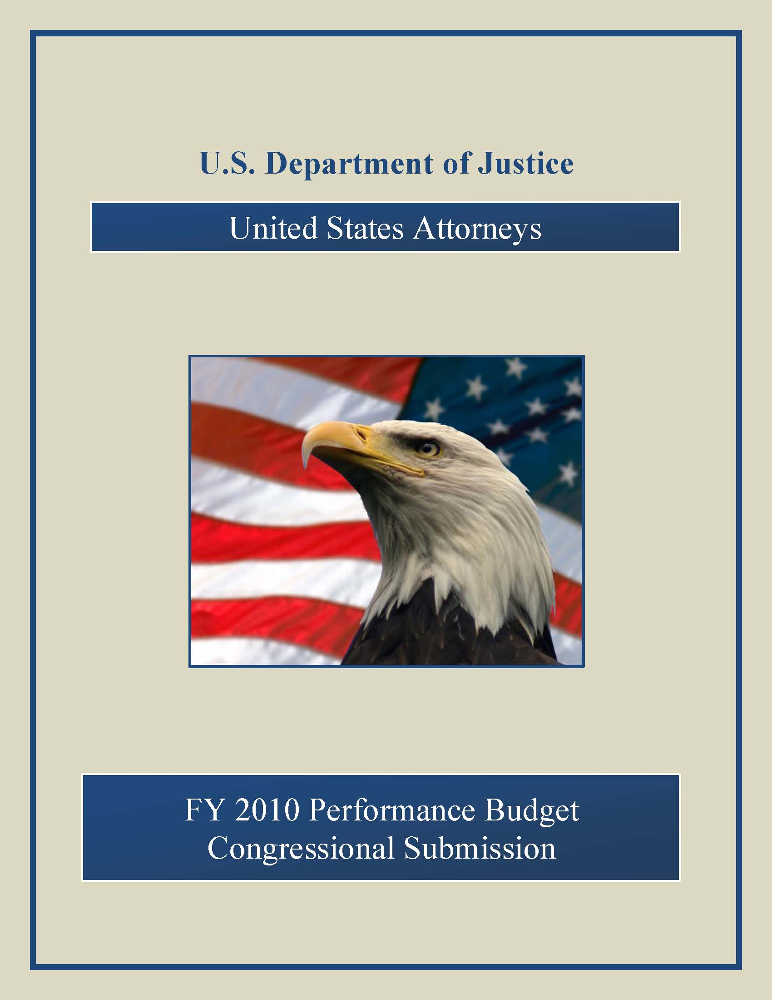 U.S. Department of Justice
United States Attorneys
FY 2010 Performance Budget
Congressional Submission